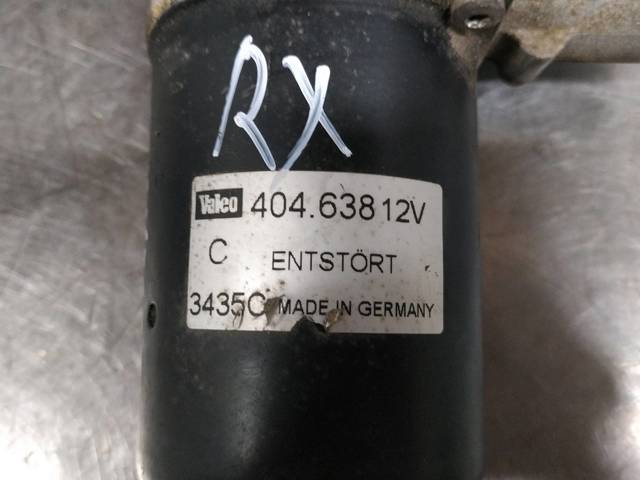 RX
Valeo 404.638 12V
C ENTSTÖRT
3435C MADE IN GERMANY